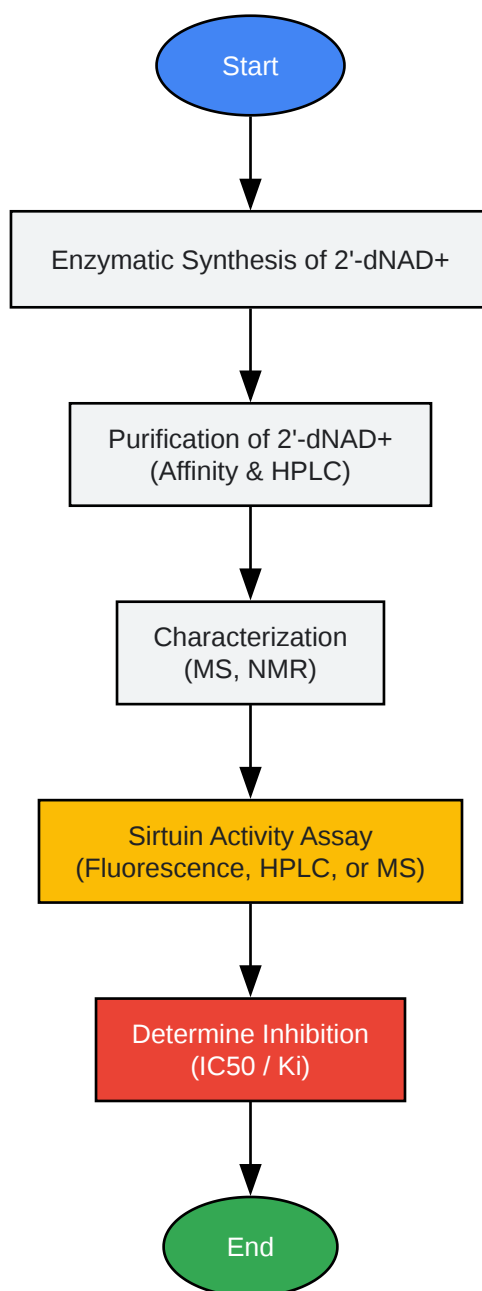 Start
Enzymatic Synthesis of 2'-dNAD+
Purification of 2'-dNAD+
(Affinity & HPLC)
Characterization
(MS, NMR)
Sirtuin Activity Assay
(Fluorescence, HPLC, or MS)
Determine Inhibition
(IC50 / Ki)
End